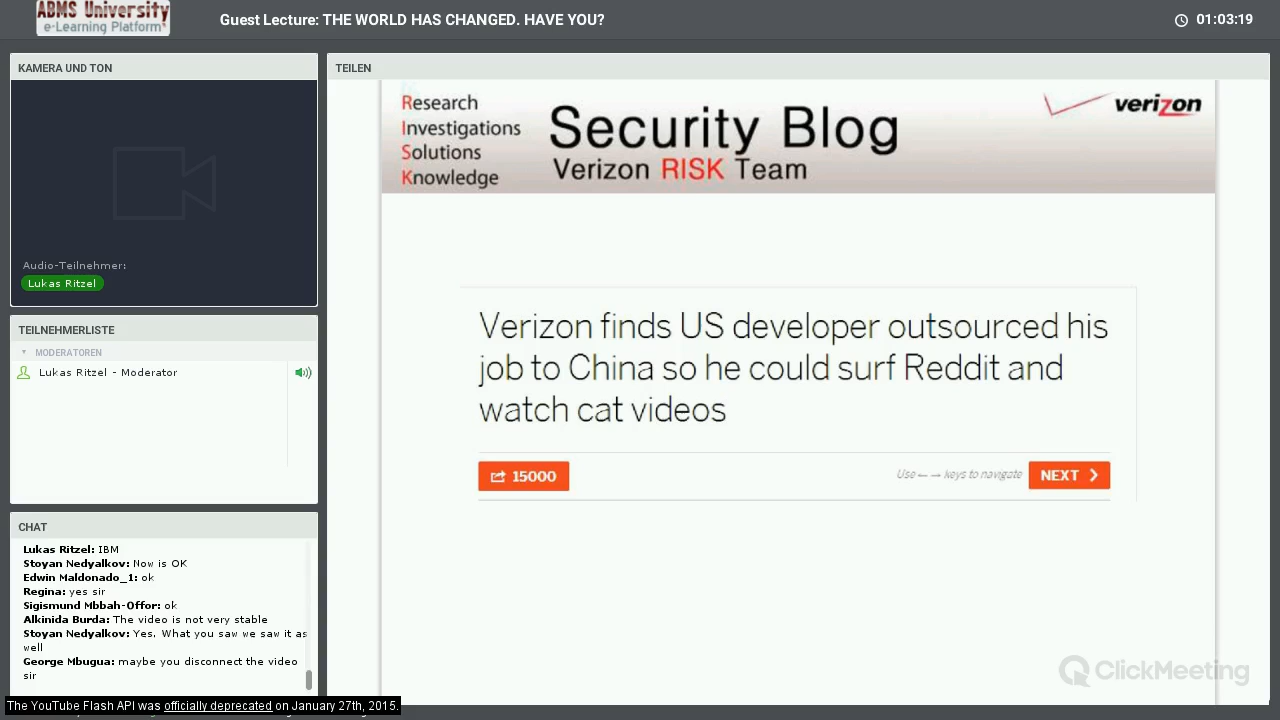 ABMS University
e-Learning Platform
Guest Lecture: THE WORLD HAS CHANGED. HAVE YOU?
01:03:19
KAMERA UND TON
Audio-Teilnehmer:
Lukas Ritzel
TEILNEHMERLISTE
MODERATOREN
Lukas Ritzel - Moderator
CHAT
Lukas Ritzel: IBM
Stoyan Nedyalkov: Now is OK
Edwin Maldonado_1: ok
Regina: yes sir
Sigismund Mbbah-Offor: ok
Alkinida Burda: The video is not very stable
Stoyan Nedyalkov: Yes. What you saw we saw it as
well
George Mbugua: maybe you disconnect the video
sir
The YouTube Flash API was officially deprecated on January 27th, 2015.
TEILEN
Research
Investigations
Solutions
Knowledge
Security Blog
Verizon RISK Team
verizon
Verizon finds US developer outsourced his
job to China so he could surf Reddit and
watch cat videos
15000
Use ← → keys to navigate
NEXT
ClickMeeting